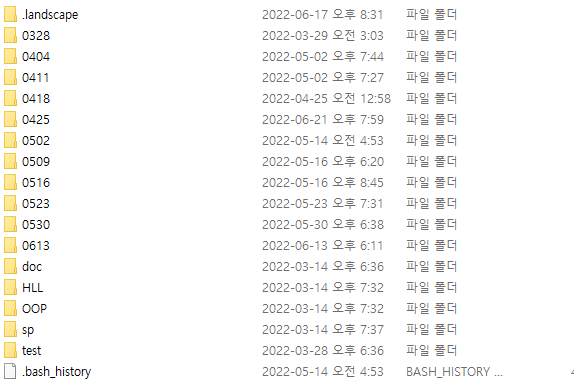 .landscape 2022-06-17 오후 8:31 파일 폴더
0328 2022-03-29 오전 3:03 파일 폴더
0404 2022-05-02 오후 7:44 파일 폴더
0411 2022-05-02 오후 7:27 파일 폴더
0418 2022-04-25 오전 12:58 파일 폴더
0425 2022-06-21 오후 7:59 파일 폴더
0502 2022-05-14 오전 4:53 파일 폴더
0509 2022-05-16 오후 6:20 파일 폴더
0516 2022-05-16 오후 8:45 파일 폴더
0523 2022-05-23 오후 7:31 파일 폴더
0530 2022-05-30 오후 6:38 파일 폴더
0613 2022-06-13 오후 6:11 파일 폴더
doc 2022-03-14 오후 6:36 파일 폴더
HLL 2022-03-14 오후 7:32 파일 폴더
OOP 2022-03-14 오후 7:32 파일 폴더
sp 2022-03-14 오후 7:37 파일 폴더
test 2022-03-28 오후 6:36 파일 폴더
.bash_history 2022-05-14 오전 4:53 BASH_HISTORY ...